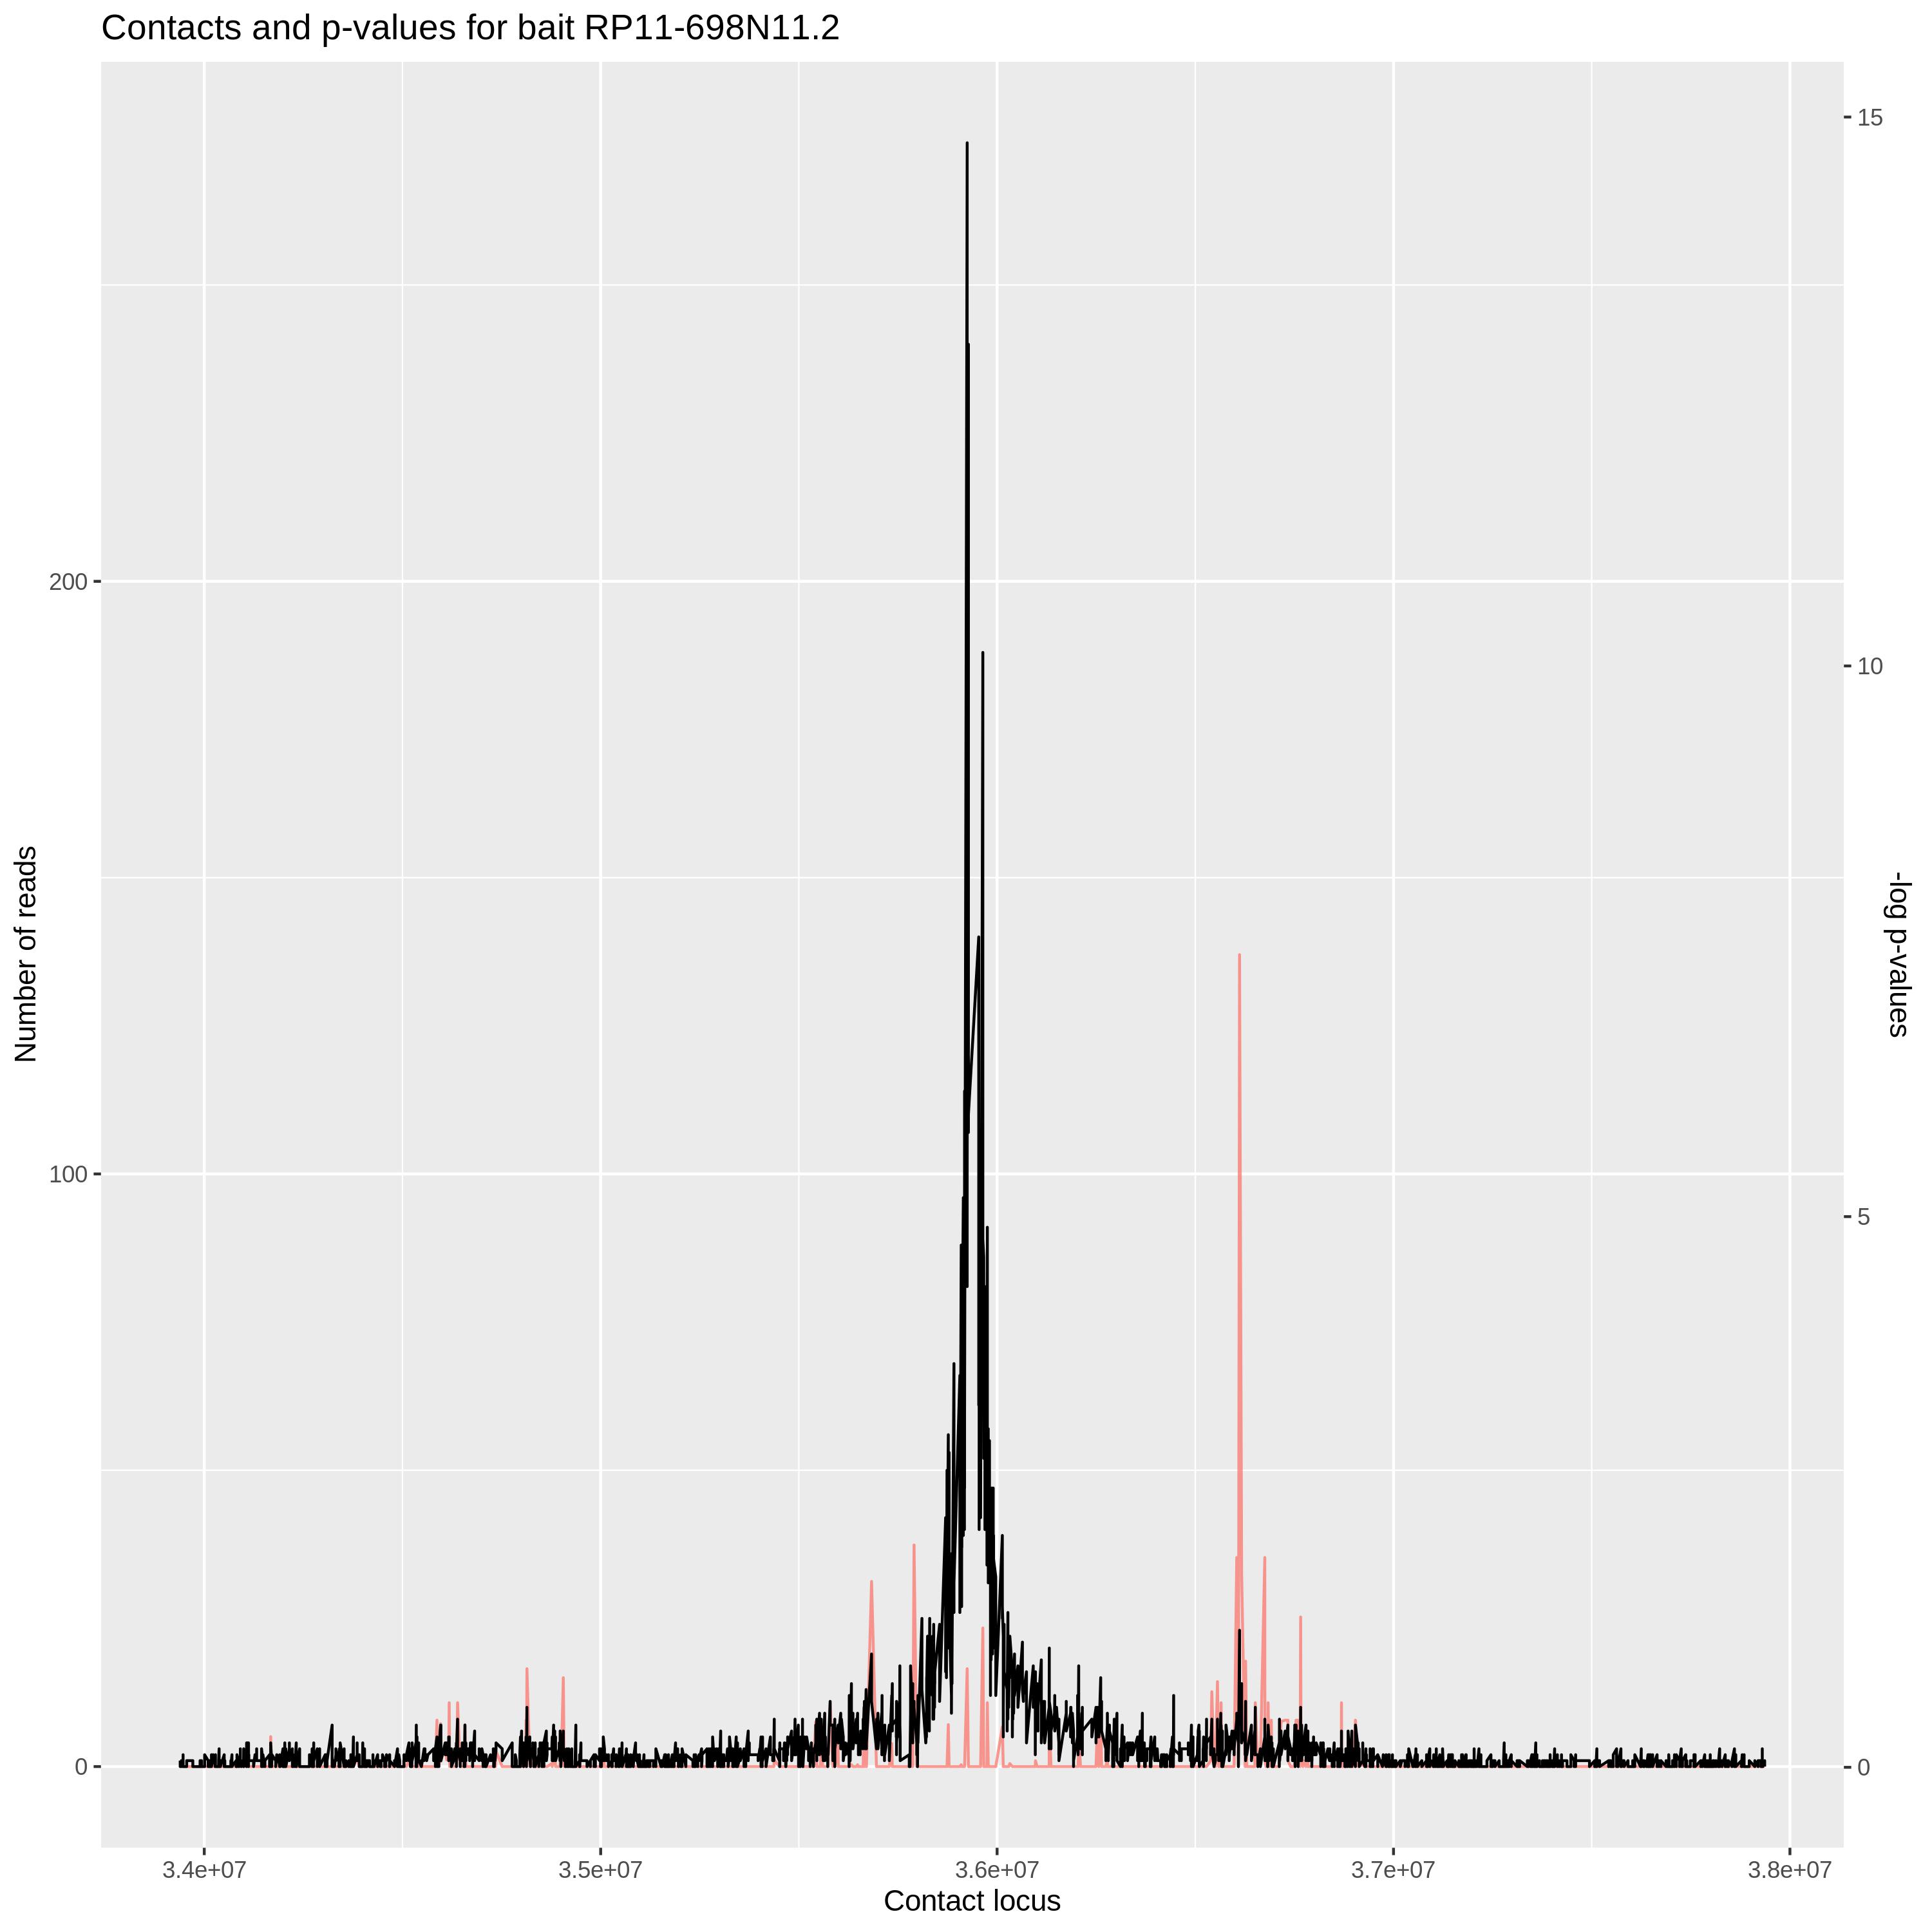 Contacts and p-values for bait RP11-698N11.2
Number of reads
200
100
0
15
10
5
0
-log p-values
3.4e+07 3.5e+07 3.6e+07 3.7e+07 3.8e+07
Contact locus